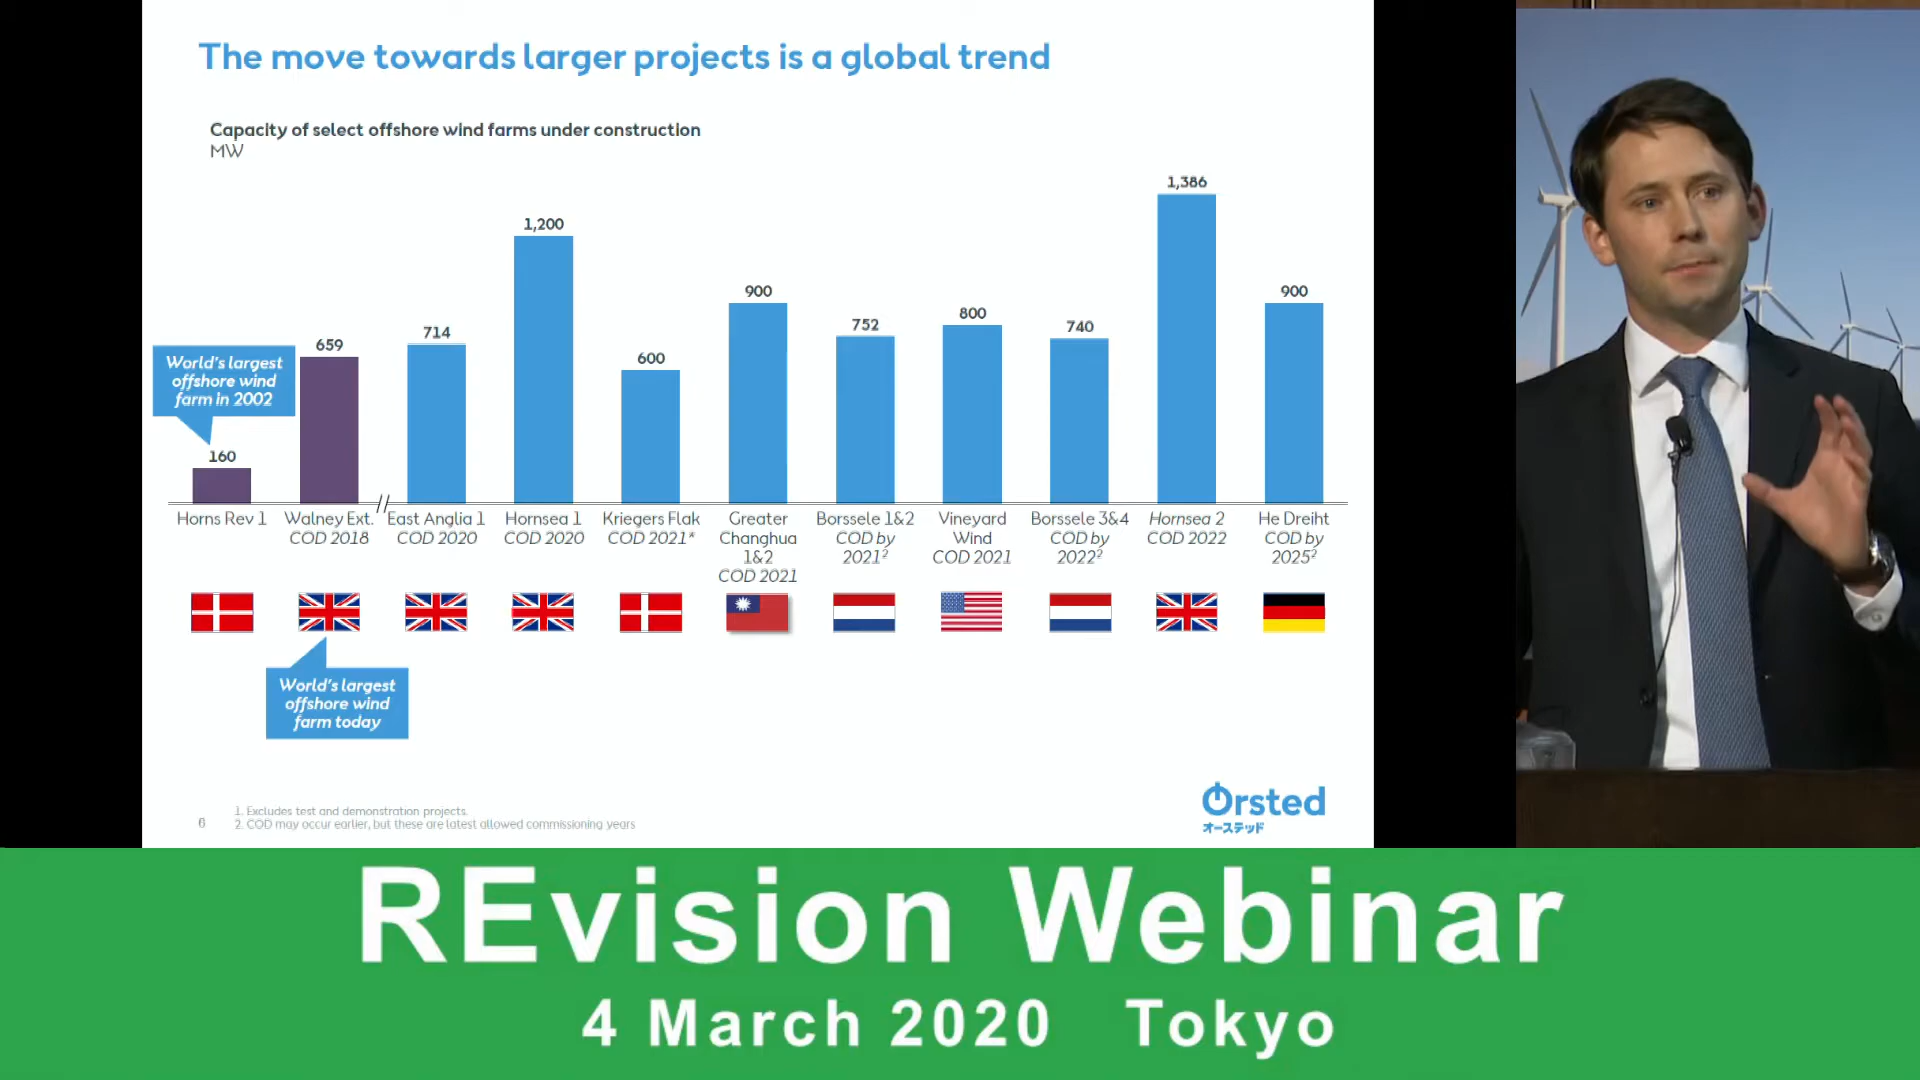 The move towards larger projects is a global trend
Capacity of select offshore wind farms under construction
MW
World's largest
offshore wind
farm in 2002
160
659
714
1,200
600
900
752
800
740
1,386
900
Horns Rev 1
Walney Ext.
COD 2018
East Anglia 1
COD 2020
Hornsea 1
COD 2020
Kriegers Flak
COD 2021*
Greater
Changhua
1&2
COD 2021
Borssele 1&2
COD by
2021²
Vineyard
Wind
COD 2021
Borssele 3&4
COD by
2022²
Hornsea 2
COD 2022
He Dreiht
COD by
2025²
World's largest
offshore wind
farm today
6
1. Excludes test and demonstration projects.
2. COD may occur earlier, but these are latest allowed commissioning years
Ørsted
オーステッド
REvision Webinar
4 March 2020 Tokyo